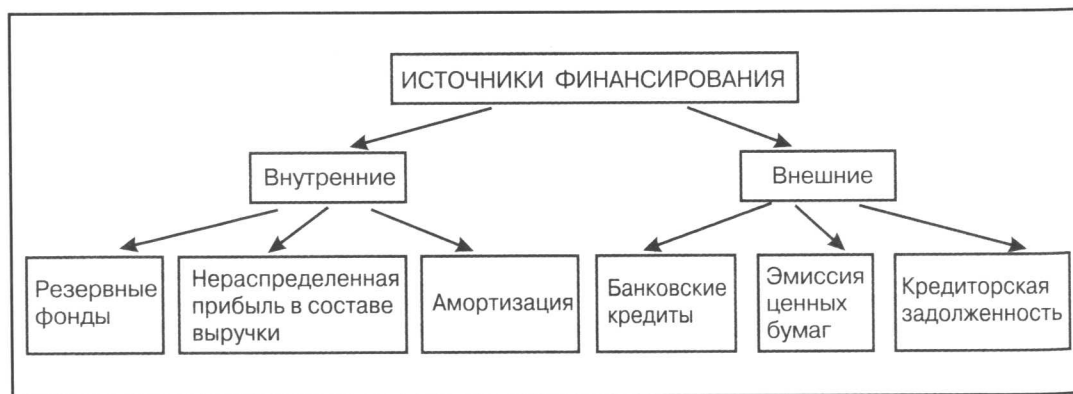 ИСТОЧНИКИ ФИНАНСИРОВАНИЯ
Внутренние
Внешние
Резервные
фонды
Нераспределенная
прибыль в составе
выручки
Амортизация
Банковские
кредиты
Эмиссия
ценных
бумаг
Кредиторская
задолженность